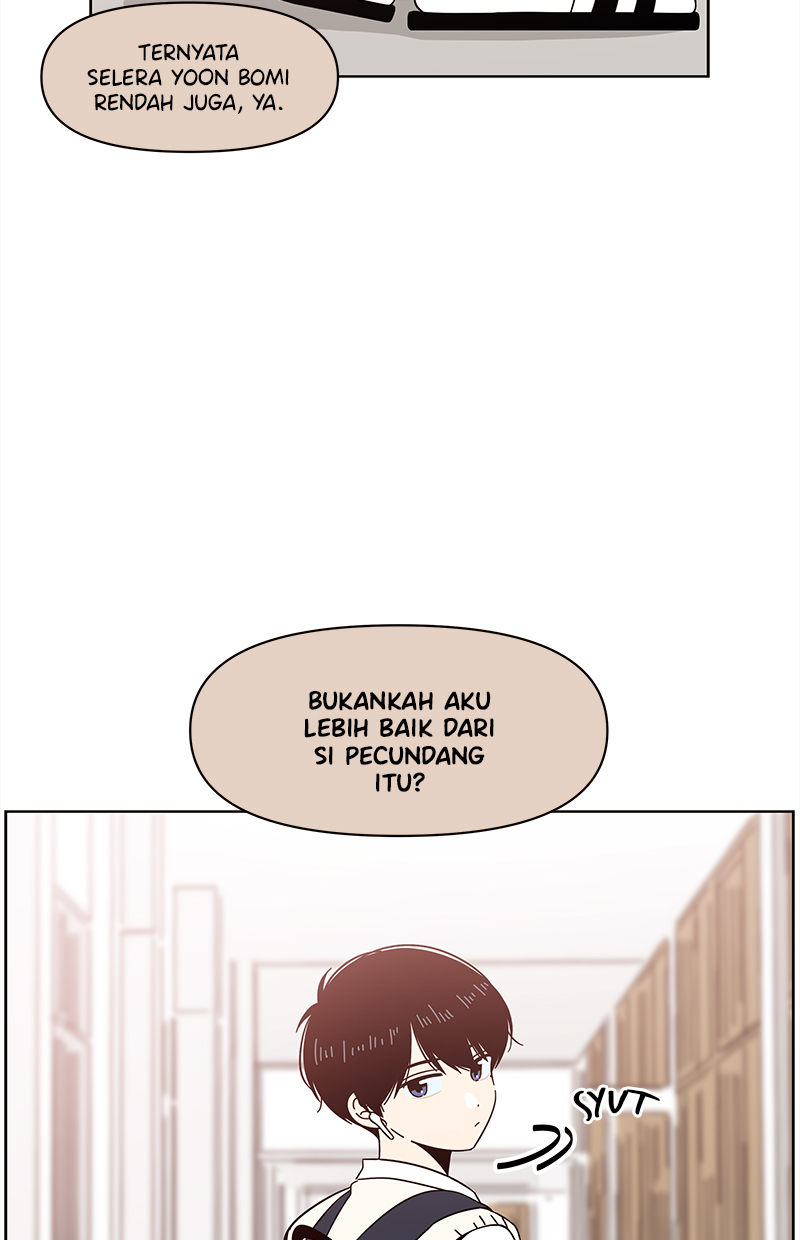 TERNYATA
SELERA YOON BOMI
RENDAH JUGA, YA.
BUKANKAH AKU
LEBIH BAIK DARI
SI PECUNDANG
ITU?
SYUT